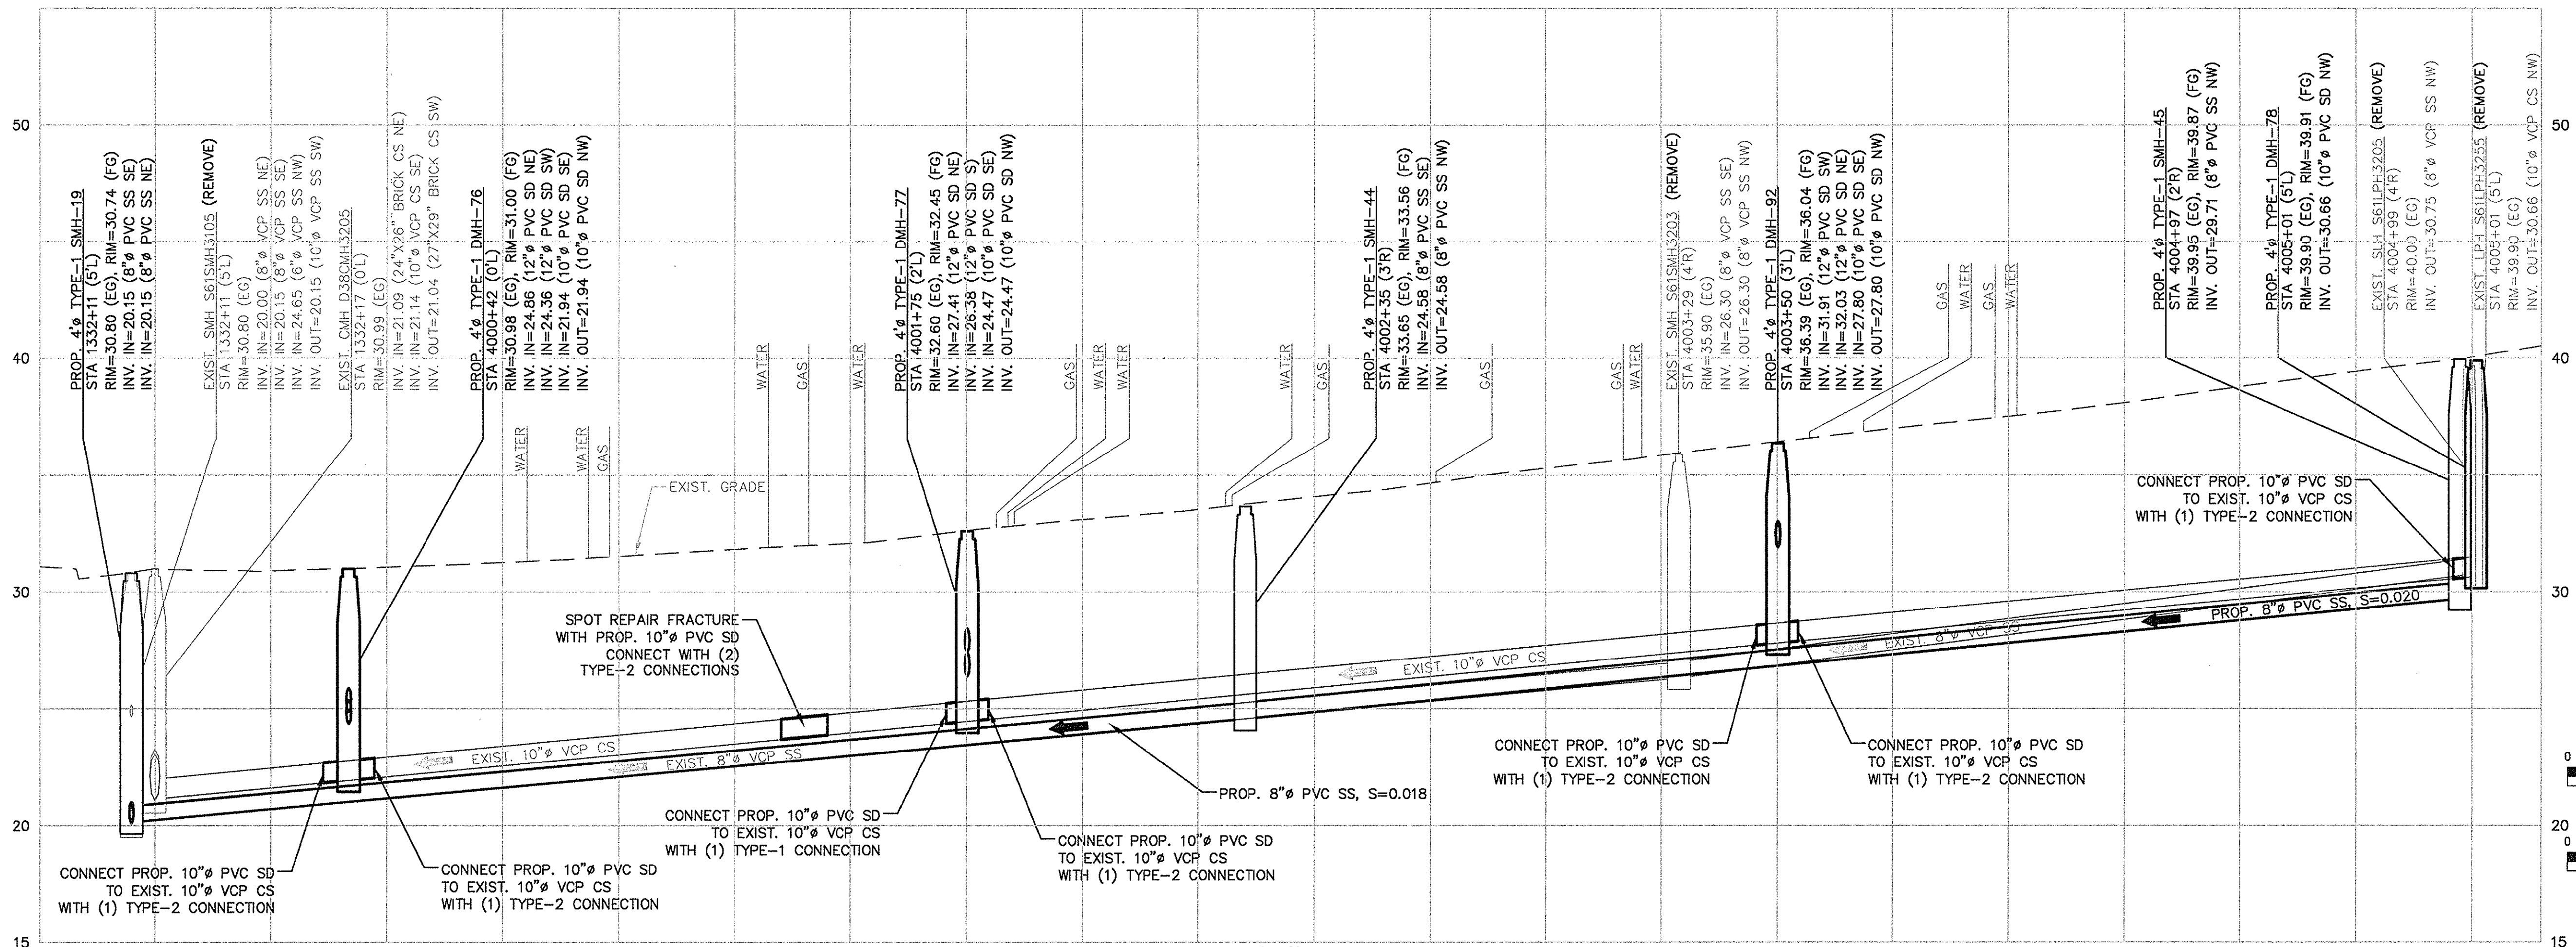 50
40
30
20
15
PROP. 4'ø TYPE-1 SMH-19
STA 1332+11 (5'L)
RIM=30.80 (EG), RIM=30.74 (FG)
INV. IN=20.15 (8"ø PVC SS SE)
INV. IN=20.15 (8"ø PVC SS NE)
EXIST. SMH S61SMH3105 (REMOVE)
STA 1332+11 (5'L)
RIM=30.80 (EG)
INV. IN=20.00 (8"ø VCP SS NE)
INV. IN=20.15 (8"ø VCP SS SE)
INV. IN=24.65 (6"ø VCP SS NW)
INV. OUT=20.15 (10"ø VCP SS SW)
EXIST. CMH D38CMH3205
STA 1332+17 (0'L)
RIM=30.99 (EG)
INV. IN=21.09 (24"X26" BRICK CS NE)
INV. IN=21.14 (10"ø VCP CS SE)
INV. OUT=21.04 (27"X29" BRICK CS SW)
PROP. 4'ø TYPE-1 DMH-76
STA 4000+42 (0'L)
RIM=30.98 (EG), RIM=31.00 (FG)
INV. IN=24.86 (12"ø PVC SD NE)
INV. IN=24.36 (12"ø PVC SD SW)
INV. IN=21.94 (10"ø PVC SD SE)
INV. OUT=21.94 (10"ø PVC SD NW)
WATER
WATER
GAS
EXIST. GRADE
WATER
GAS
WATER
PROP. 4'ø TYPE-1 DMH-77
STA 4001+75 (2'L)
RIM=32.60 (EG), RIM=32.45 (FG)
INV. IN=27.41 (12"ø PVC SD NE)
INV. IN=26.38 (12"ø PVC SD S)
INV. IN=24.47 (10"ø PVC SD SE)
INV. OUT=24.47 (10"ø PVC SD NW)
GAS
WATER
WATER
WATER
GAS
PROP. 4'ø TYPE-1 SMH-44
STA 4002+35 (3'R)
RIM=33.65 (EG), RIM=33.56 (FG)
INV. IN=24.58 (8"ø PVC SS SE)
INV. OUT=24.58 (8"ø PVC SS NW)
GAS
GAS
WATER
EXIST. SMH S61SMH3203 (REMOVE)
STA 4003+29 (4'R)
RIM=35.90 (EG)
INV. IN=26.30 (8"ø VCP SS SE)
INV. OUT=26.30 (8"ø VCP SS NW)
PROP. 4'ø TYPE-1 DMH-92
STA 4003+50 (3'L)
RIM=36.39 (EG), RIM=36.04 (FG)
INV. IN=31.91 (12"ø PVC SD SW)
INV. IN=32.03 (12"ø PVC SD NE)
INV. IN=27.80 (10"ø PVC SD SE)
INV. OUT=27.80 (10"ø PVC SD NW)
GAS
WATER
GAS
WATER
PROP. 4'ø TYPE-1 SMH-45
STA 4004+97 (2'R)
RIM=39.95 (EG), RIM=39.87 (FG)
INV. OUT=29.71 (8"ø PVC SS NW)
PROP. 4'ø TYPE-1 DMH-78
STA 4005+01 (5'L)
RIM=39.90 (EG), RIM=39.91 (FG)
INV. OUT=30.66 (10"ø PVC SD NW)
EXIST. SLH S61LPH3205 (REMOVE)
STA 4004+99 (4'R)
RIM=40.00 (EG)
INV. OUT=30.75 (8"ø VCP SS NW)
EXIST. LPH S61LPH3255 (REMOVE)
STA 4005+01 (5'L)
RIM=39.90 (EG)
INV. OUT=30.66 (10"ø VCP CS NW)
CONNECT PROP. 10"ø PVC SD
TO EXIST. 10"ø VCP CS
WITH (1) TYPE-2 CONNECTION
SPOT REPAIR FRACTURE
WITH PROP. 10"ø PVC SD
CONNECT WITH (2)
TYPE-2 CONNECTIONS
PROP. 8"ø PVC SS, S=0.020
EXIST. 8"ø VCP SS
EXIST. 10"ø VCP CS
EXIST. 10"ø VCP CS
EXIST. 8"ø VCP SS
PROP. 8"ø PVC SS, S=0.018
CONNECT PROP. 10"ø PVC SD
TO EXIST. 10"ø VCP CS
WITH (1) TYPE-2 CONNECTION
CONNECT PROP. 10"ø PVC SD
TO EXIST. 10"ø VCP CS
WITH (1) TYPE-2 CONNECTION
CONNECT PROP. 10"ø PVC SD
TO EXIST. 10"ø VCP CS
WITH (1) TYPE-1 CONNECTION
CONNECT PROP. 10"ø PVC SD
TO EXIST. 10"ø VCP CS
WITH (1) TYPE-2 CONNECTION
CONNECT PROP. 10"ø PVC SD
TO EXIST. 10"ø VCP CS
WITH (1) TYPE-2 CONNECTION
CONNECT PROP. 10"ø PVC SD
TO EXIST. 10"ø VCP CS
WITH (1) TYPE-2 CONNECTION
50
40
30
20
15
0
0